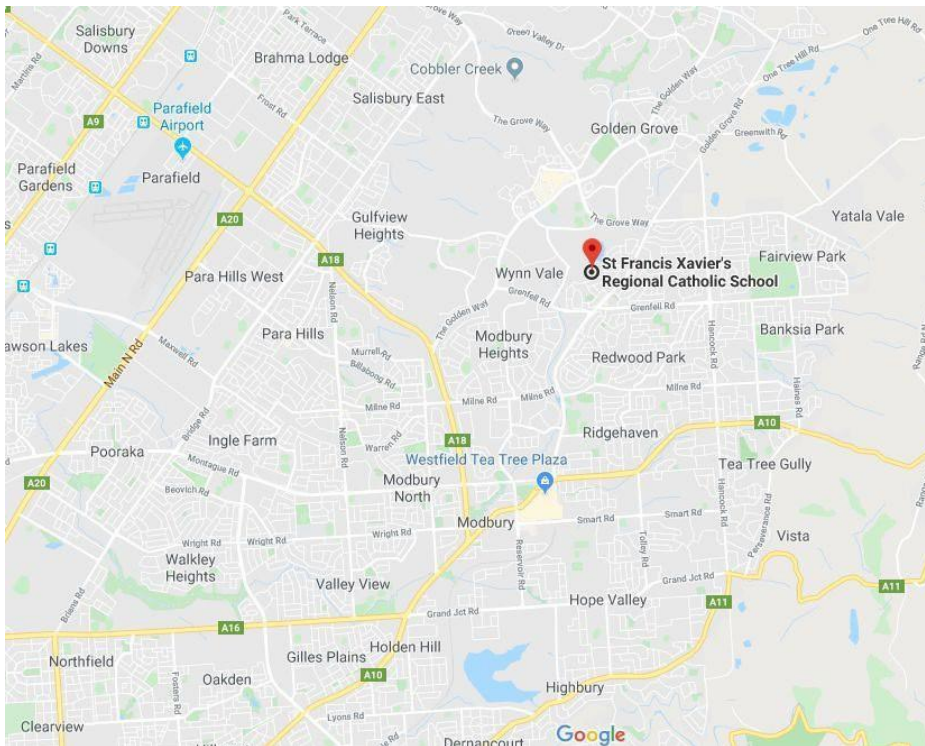 Salisbury
Downs
Park Terrace
Martins Rd
Brahma Lodge
Green Valley Dr
Cobbler Creek
One Tree Hill Rd
One Tree Hill Rd
Salisbury East
The Golden Way
Frost Rd
Parafield
Airport
A9
The Grove Way
Golden Grove
Golden Grove Rd
Greenwith Rd
Parafield
Gardens
Parafield
A20
Gulfview
Heights
The Grove Way
Yatala Vale
A18
Para Hills West
Wynn Vale
St Francis Xavier's
Regional Catholic School
Fairview Park
Nelson Rd
Grenfell Rd
Grenfell Rd
The Golden Way
Para Hills
Modbury
Heights
Hancock Rd
Banksia Park
awson Lakes
Maxwell Rd
Murrell Rd
Billabong Rd
Redwood Park
Main N Rd
Milne Rd
Milne Rd
Milne Rd
Milne Rd
Haines Rd
Bridge Rd
Ingle Farm
Nelson Rd
Warren Rd
A18
Ridgehaven
A10
Pooraka
Montague Rd
Westfield Tea Tree Plaza
Tea Tree Gully
A20
Beovich Rd
Modbury
North
Hancock Rd
Perseverance Rd
Modbury
Smart Rd
Smart Rd
Wright Rd
Wright Rd
Reservoir Rd
Tolley Rd
Vista
Walkley
Heights
Valley View
Grand Jct Rd
Briens Rd
Grand Jct Rd
Hope Valley
A11
A11
A16
Northfield
Gilles Plains
Holden Hill
Fosters Rd
Oakden
A10
Highbury
Clearview
Lyons Rd
Dernancourt
Google